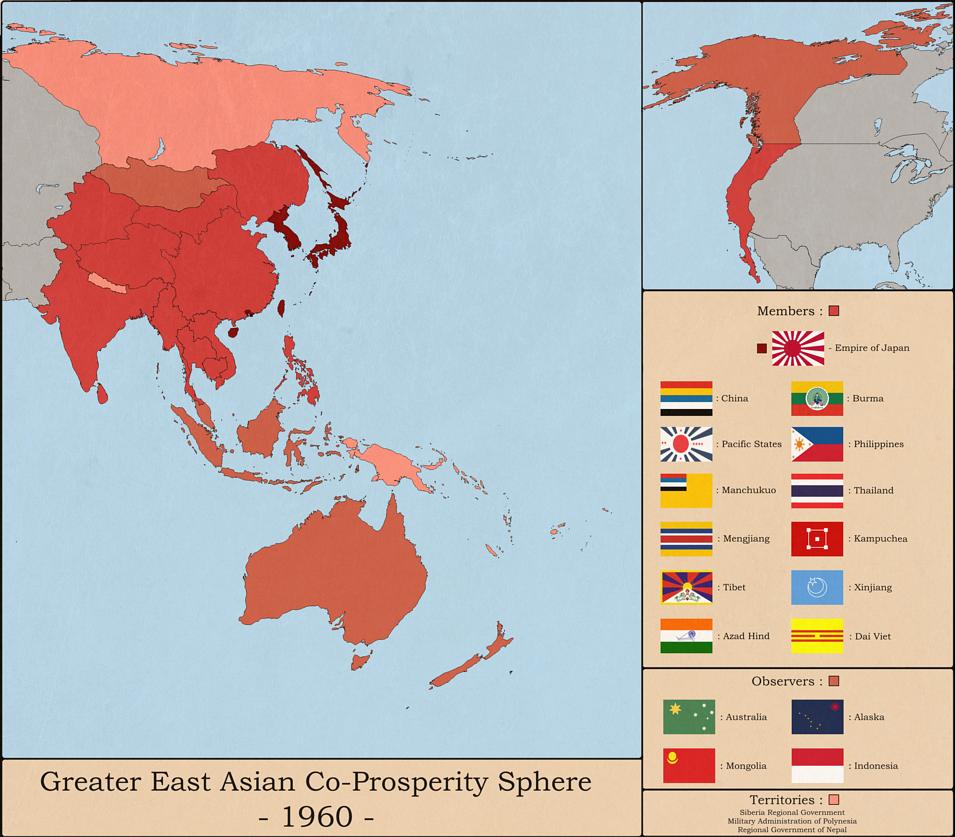 Greater East Asian Co-Prosperity Sphere
- 1960 -
Members :
- Empire of Japan
: China
: Burma
: Pacific States
: Philippines
: Manchukuo
: Thailand
: Mengjiang
: Kampuchea
: Tibet
: Xinjiang
: Azad Hind
: Dai Viet
Observers :
: Australia
: Alaska
: Mongolia
: Indonesia
Territories :
Siberia Regional Government
Military Administration of Polynesia
Regional Government of Nepal